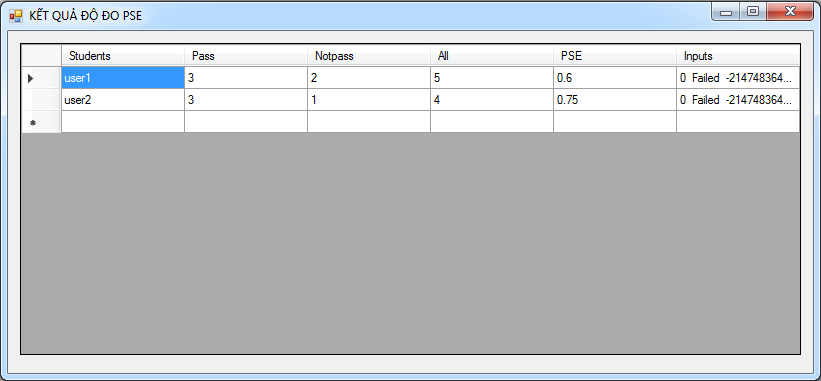 KẾT QUẢ ĐỘ ĐO PSE
Students Pass Notpass All PSE Inputs
user1 3 2 5 0.6 0 Failed -214748364...
user2 3 1 4 0.75 0 Failed -214748364...